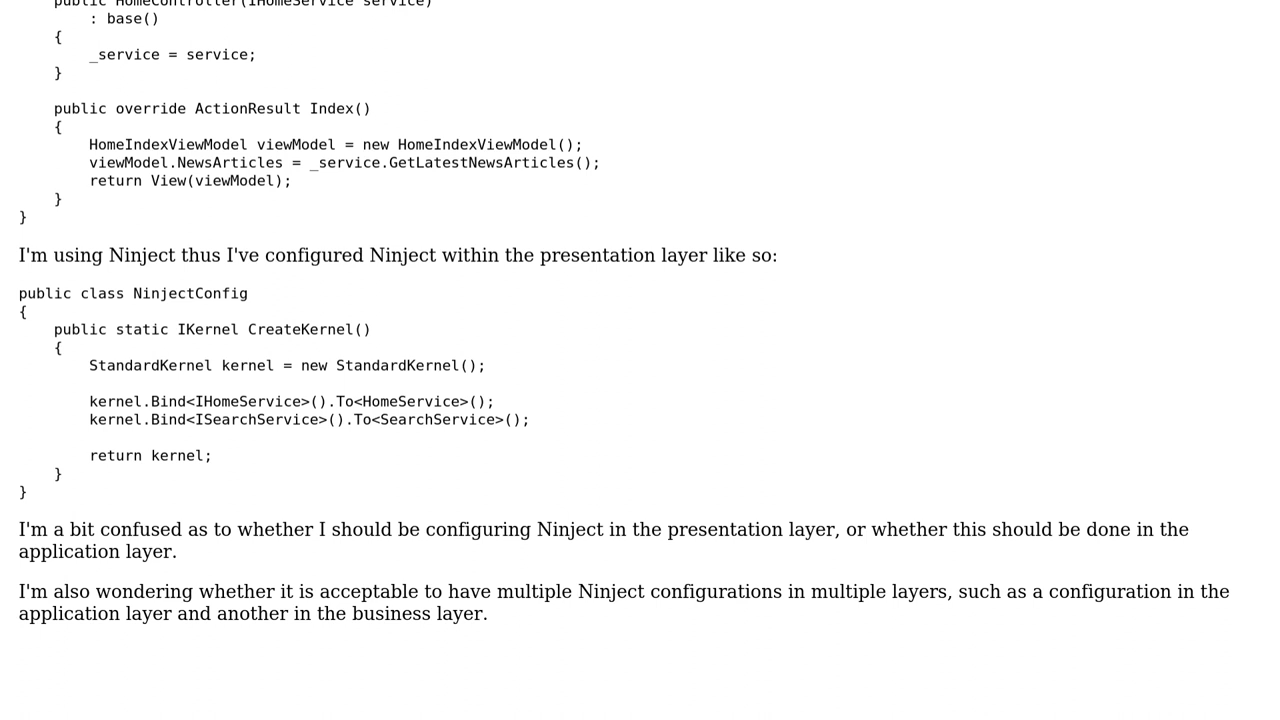 public HomeController(IHomeService service)
        : base()
    {
        _service = service;
    }

    public override ActionResult Index()
    {
        HomeIndexViewModel viewModel = new HomeIndexViewModel();
        viewModel.NewsArticles = _service.GetLatestNewsArticles();
        return View(viewModel);
    }
}
I'm using Ninject thus I've configured Ninject within the presentation layer like so:
public class NinjectConfig
{
    public static IKernel CreateKernel()
    {
        StandardKernel kernel = new StandardKernel();

        kernel.Bind<IHomeService>().To<HomeService>();
        kernel.Bind<ISearchService>().To<SearchService>();

        return kernel;
    }
}
I'm a bit confused as to whether I should be configuring Ninject in the presentation layer, or whether this should be done in the
application layer.
I'm also wondering whether it is acceptable to have multiple Ninject configurations in multiple layers, such as a configuration in the
application layer and another in the business layer.